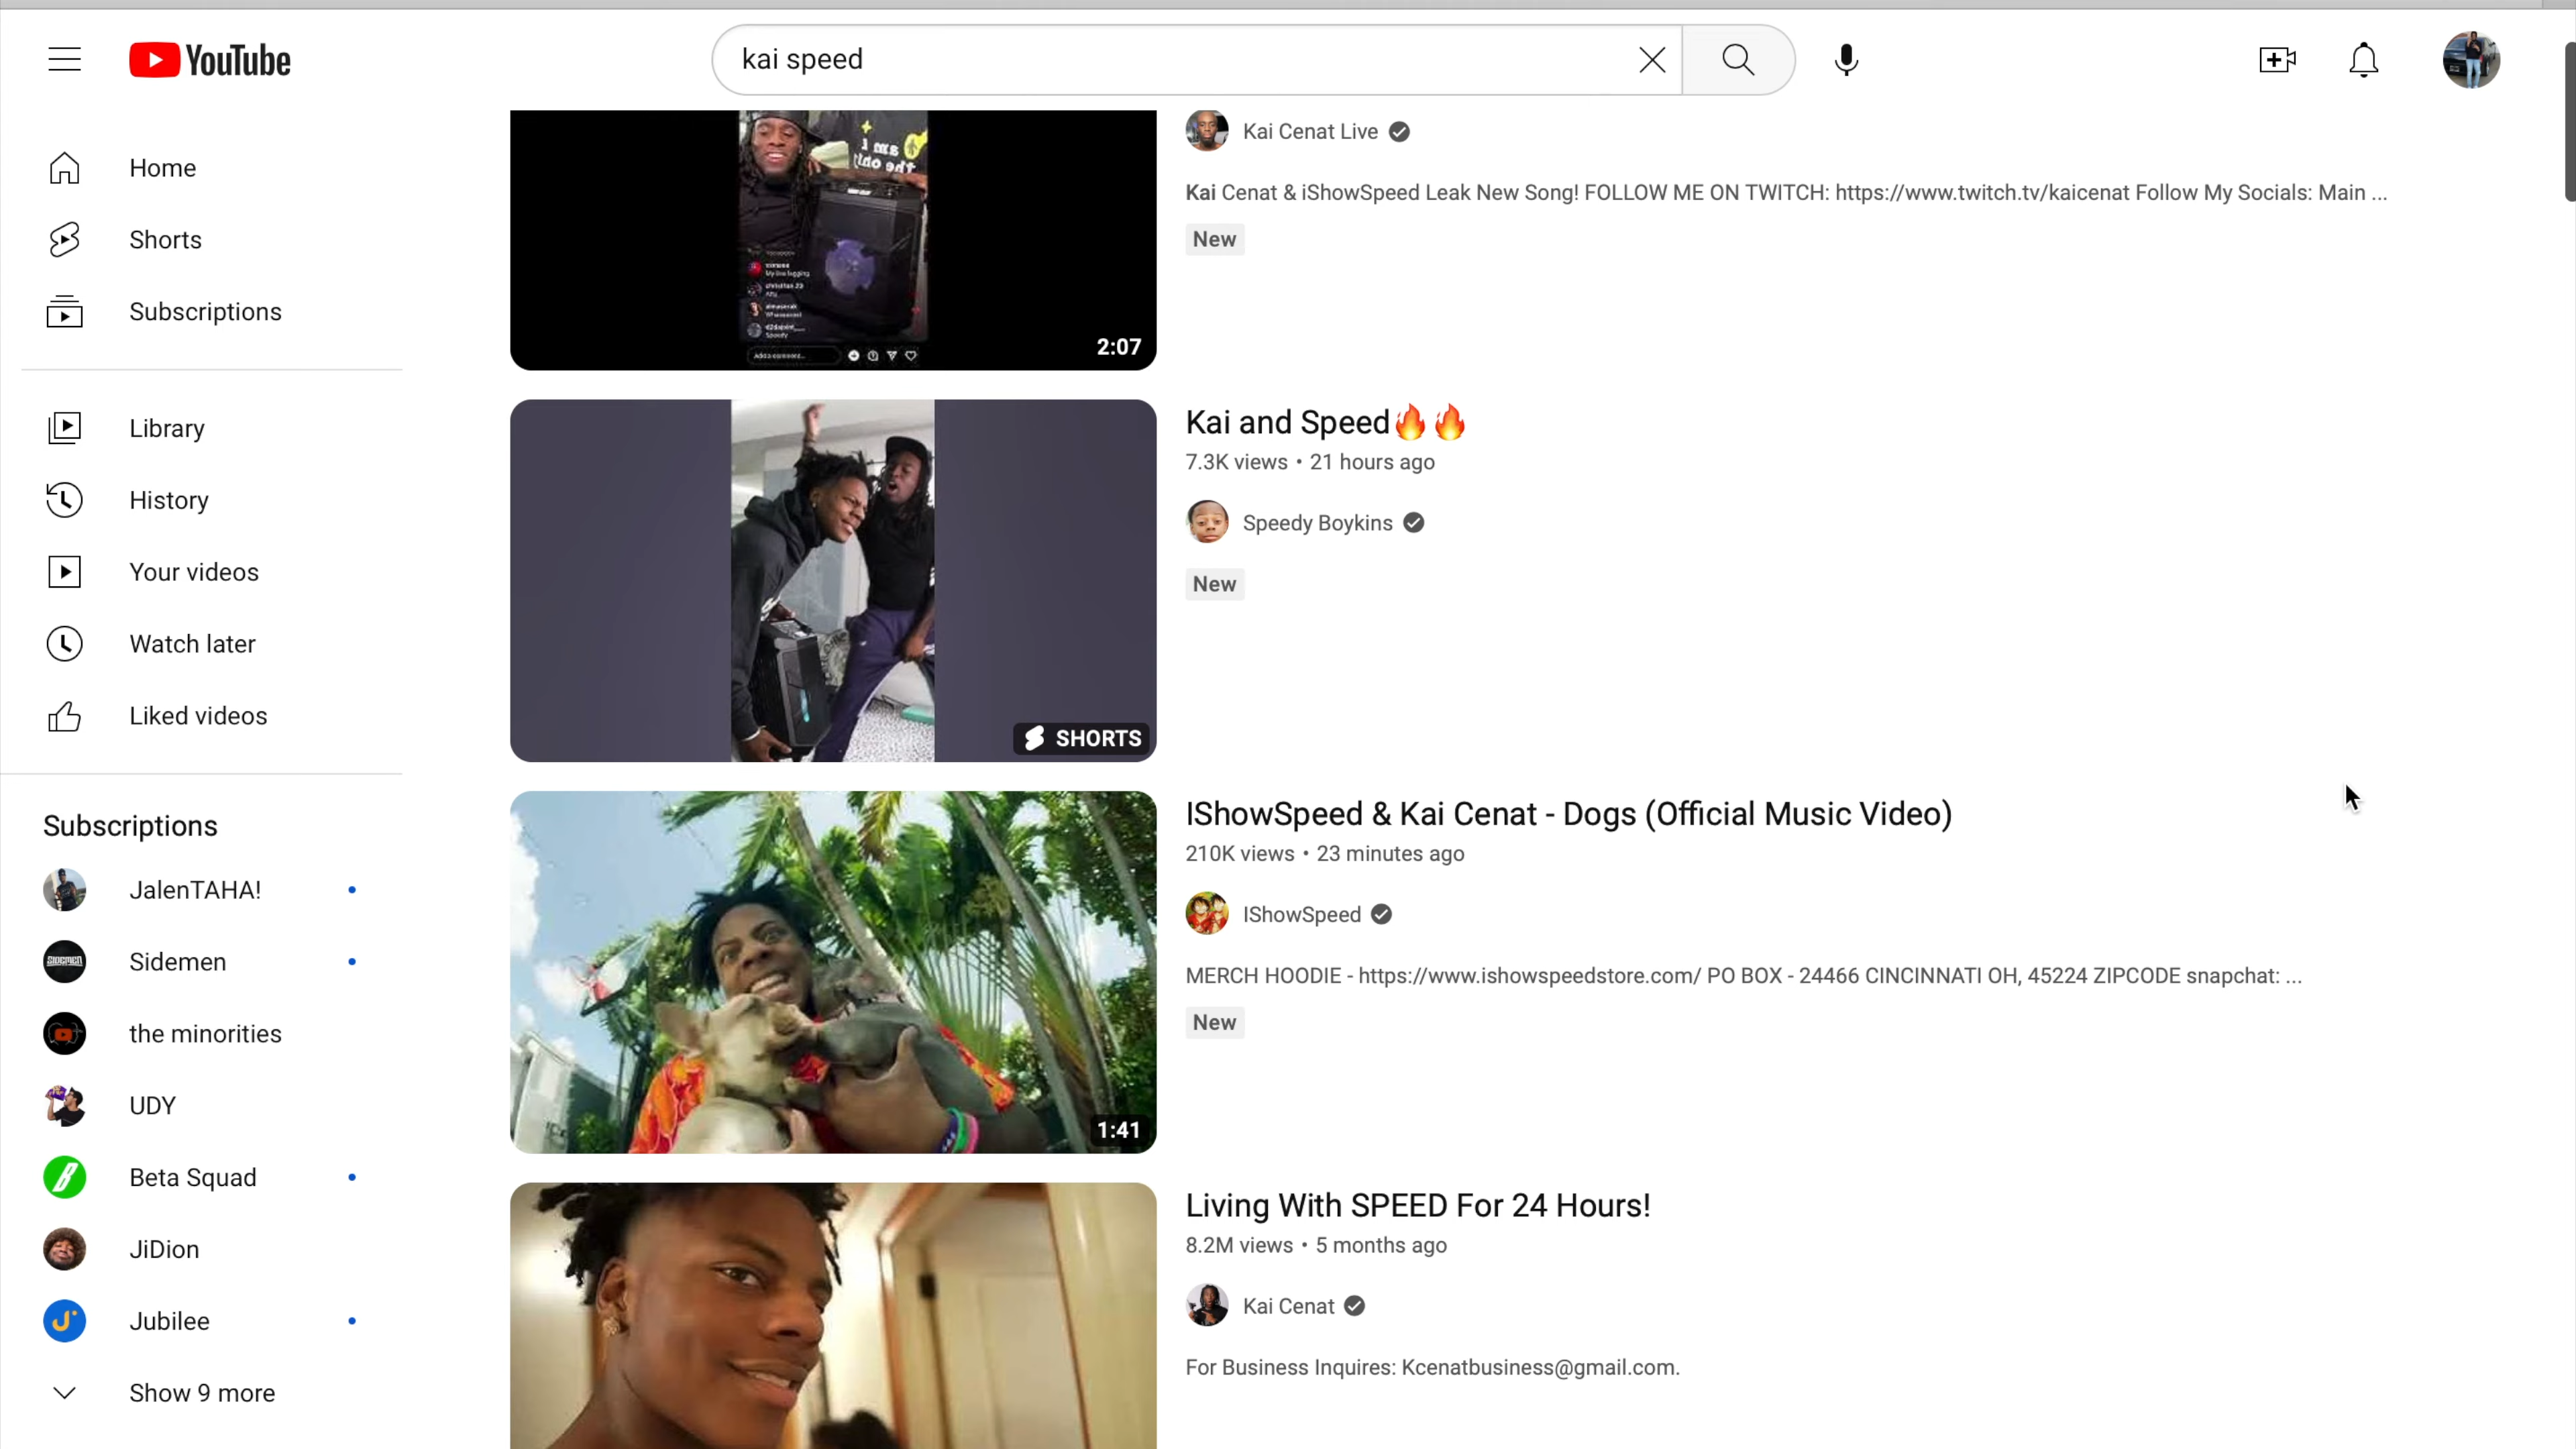 YouTube
kai speed
Home
Shorts
Subscriptions
Library
History
Your videos
Watch later
Liked videos
Subscriptions
JalenTAHA!
Sidemen
the minorities
UDY
Beta Squad
JiDion
Jubilee
Show 9 more
i am
the only
Add a comment...
2:07
Kai Cenat Live
Kai Cenat & iShowSpeed Leak New Song! FOLLOW ME ON TWITCH: https://www.twitch.tv/kaicenat Follow My Socials: Main ...
New
SHORTS
Kai and Speed🔥🔥
7.3K views • 21 hours ago
Speedy Boykins
New
1:41
IShowSpeed & Kai Cenat - Dogs (Official Music Video)
210K views • 23 minutes ago
IShowSpeed
MERCH HOODIE - https://www.ishowspeedstore.com/ PO BOX - 24466 CINCINNATI OH, 45224 ZIPCODE snapchat: ...
New
Living With SPEED For 24 Hours!
8.2M views • 5 months ago
Kai Cenat
For Business Inquires: Kcenatbusiness@gmail.com.